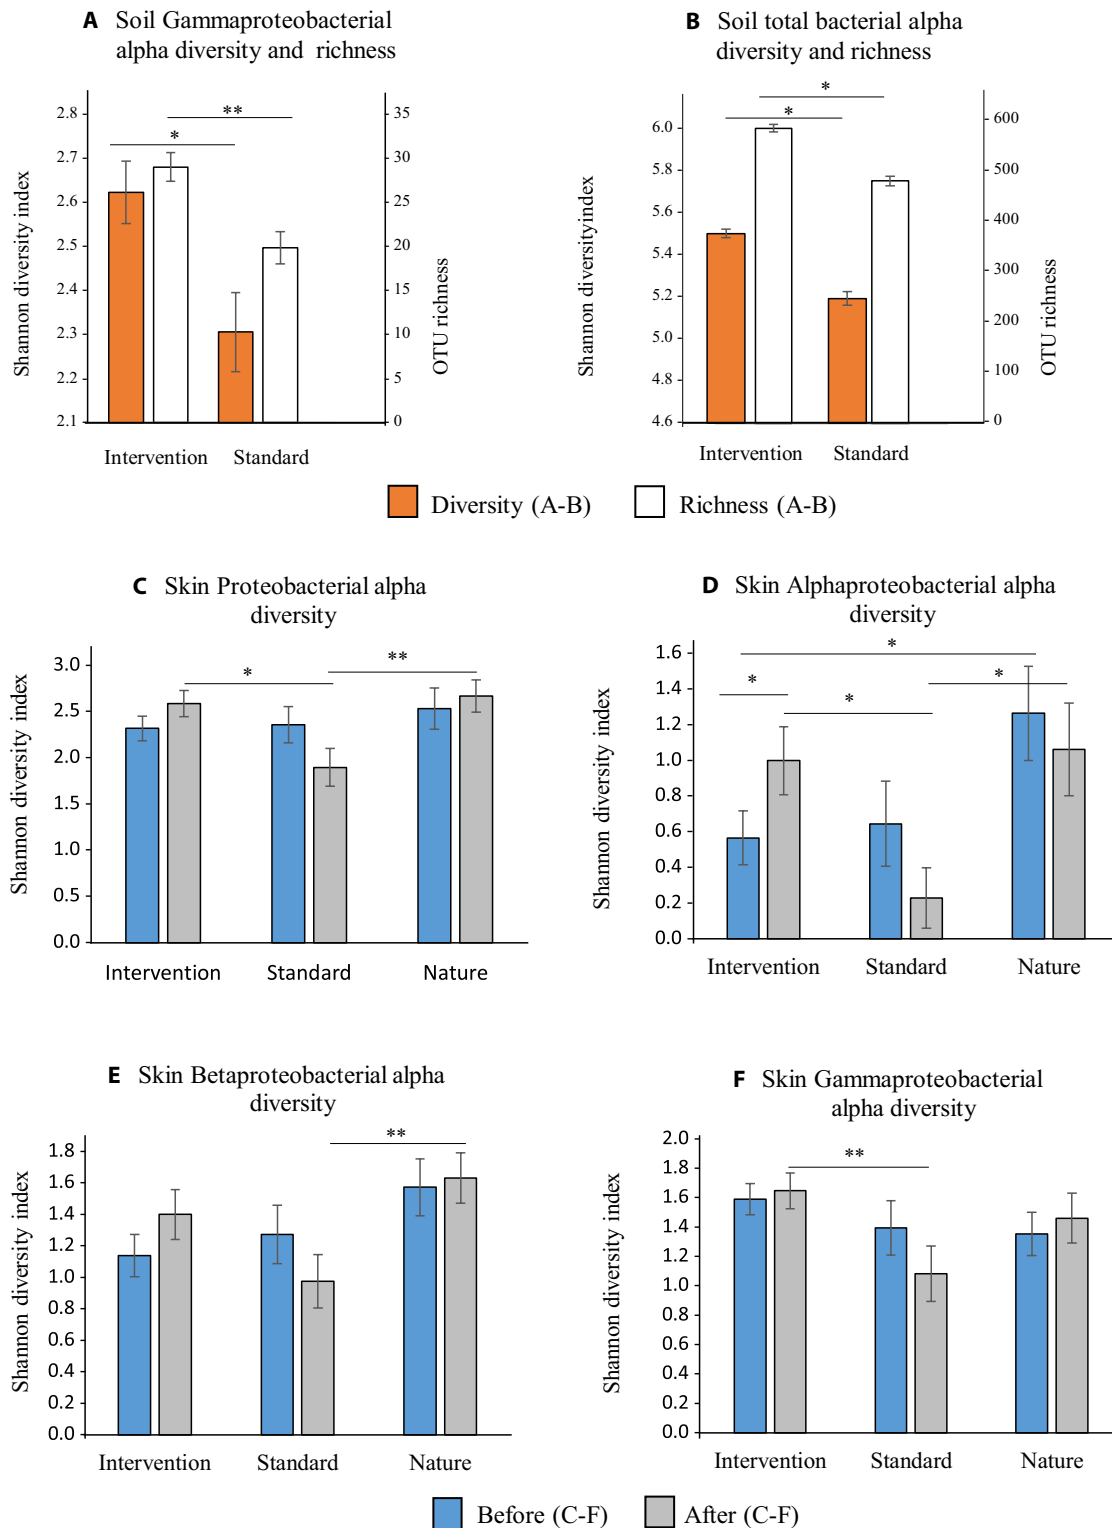 A Soil Gammaproteobacterial
alpha diversity and richness
2.8
2.7
2.6
2.5
2.4
2.3
2.2
2.1
Shannon diversity index
35
30
25
20
15
10
5
0
OTU richness
*
**
Intervention
Standard
B Soil total bacterial alpha
diversity and richness
6.0
5.8
5.6
5.4
5.2
5.0
4.8
4.6
Shannon diversityindex
600
500
400
300
200
100
0
OTU richness
*
*
Intervention
Standard
Diversity (A-B)
Richness (A-B)
C Skin Proteobacterial alpha
diversity
3.0
2.5
2.0
1.5
1.0
0.5
0.0
Shannon diversity index
*
**
Intervention
Standard
Nature
D Skin Alphaproteobacterial alpha
diversity
1.6
1.4
1.2
1.0
0.8
0.6
0.4
0.2
0.0
Shannon diversity index
*
*
*
*
Intervention
Standard
Nature
E Skin Betaproteobacterial alpha
diversity
1.8
1.6
1.4
1.2
1.0
0.8
0.6
0.4
0.2
0.0
Shannon diversity index
**
Intervention
Standard
Nature
F Skin Gammaproteobacterial
alpha diversity
2.0
1.8
1.6
1.4
1.2
1.0
0.8
0.6
0.4
0.2
0.0
Shannon diversity index
**
Intervention
Standard
Nature
Before (C-F)
After (C-F)